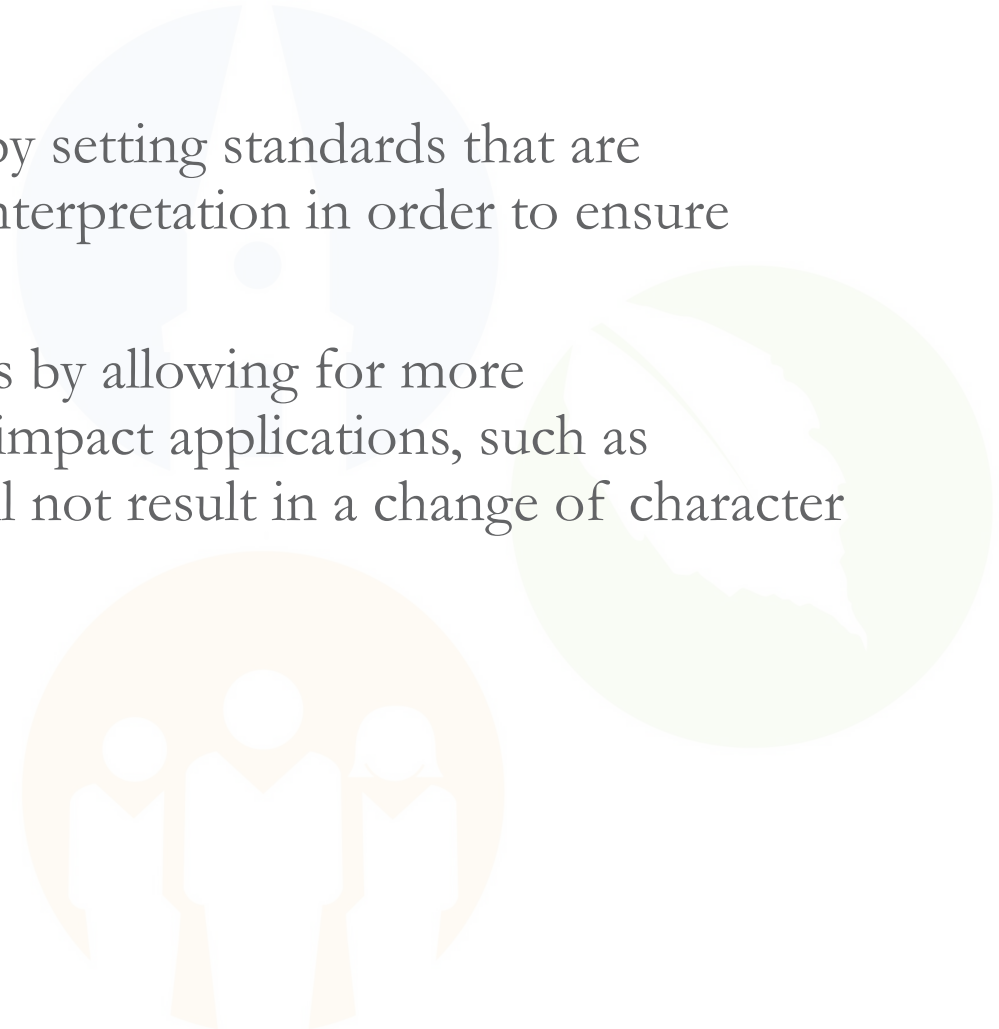 by setting standards that are
nterpretation in order to ensure
s by allowing for more
impact applications, such as
l not result in a change of character